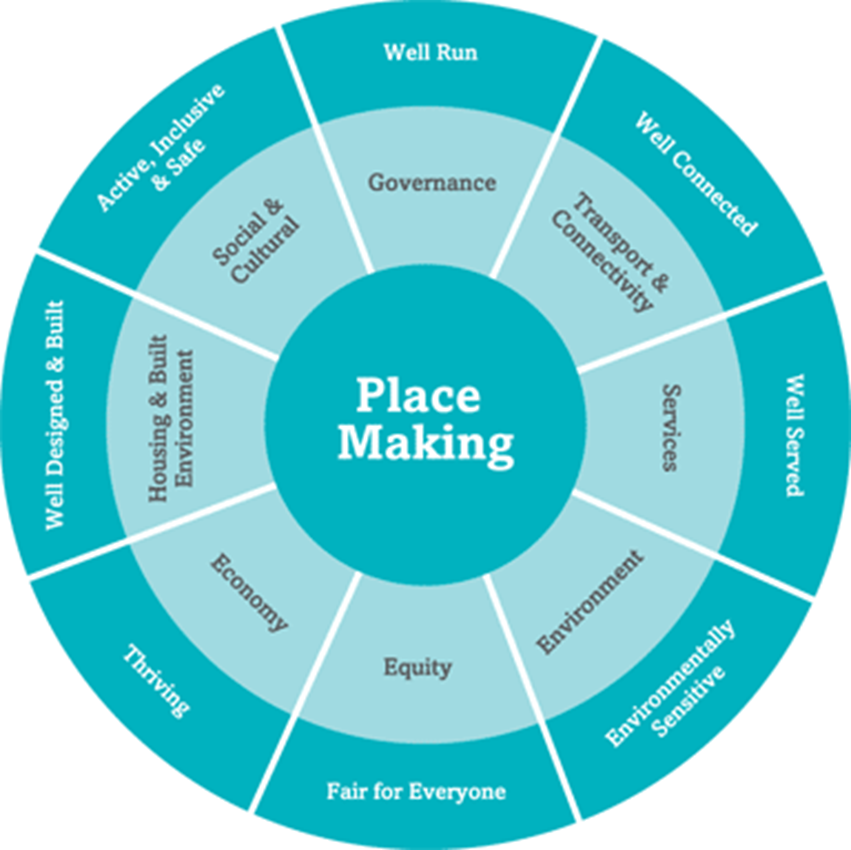 Well Run
Governance
Well Connected
Transport &
Connectivity
Well Served
Services
Environmentally
Sensitive
Environment
Fair for Everyone
Equity
Thriving
Economy
Well Designed & Built
Housing & Built
Environment
Active, Inclusive
& Safe
Social &
Cultural
Place
Making